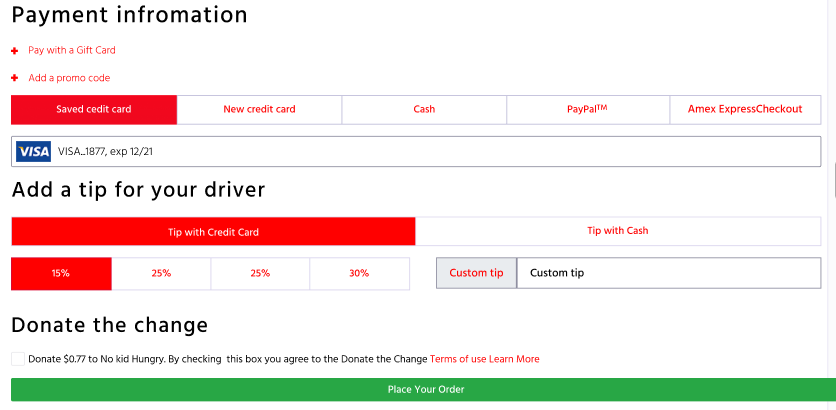 Payment infromation
+ Pay with a Gift Card
+ Add a promo code
Saved cedit card New credit card Cash PayPal™ Amex ExpressCheckout
VISA VISA...1877, exp 12/21
Add a tip for your driver
Tip with Credit Card Tip with Cash
15% 25% 25% 30% Custom tip Custom tip
Donate the change
Donate $0.77 to No kid Hungry. By checking this box you agree to the Donate the Change Terms of use Learn More
Place Your Order